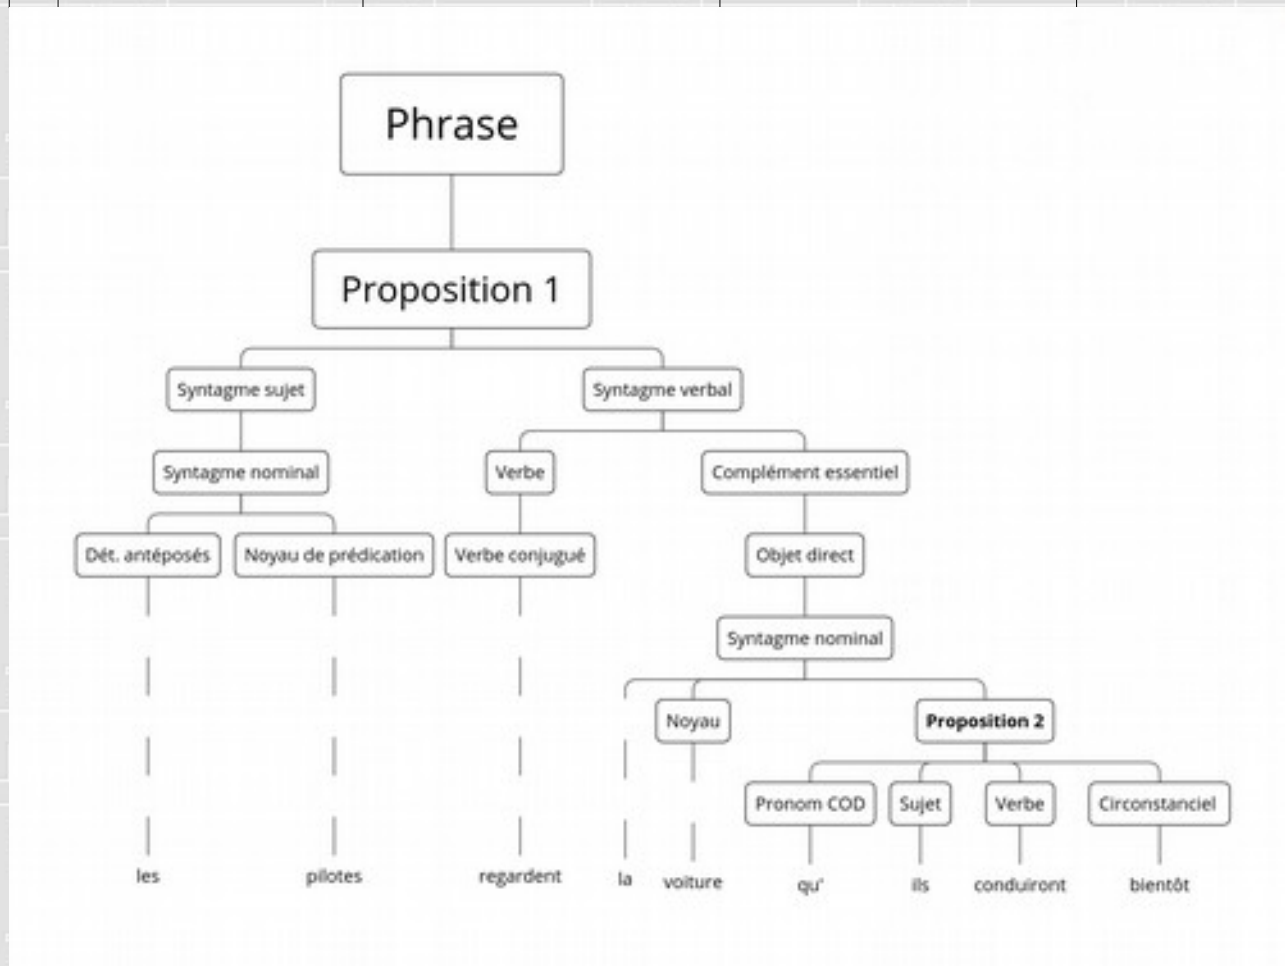 Phrase
Proposition 1
Syntagme sujet
Syntagme verbal
Syntagme nominal
Verbe
Complément essentiel
Dét. antéposés
Noyau de prédication
Verbe conjugué
Objet direct
Syntagme nominal
Noyau
Proposition 2
Pronom COD
Sujet
Verbe
Circonstanciel
les
pilotes
regardent
la
voiture
qu'
ils
conduiront
bientôt